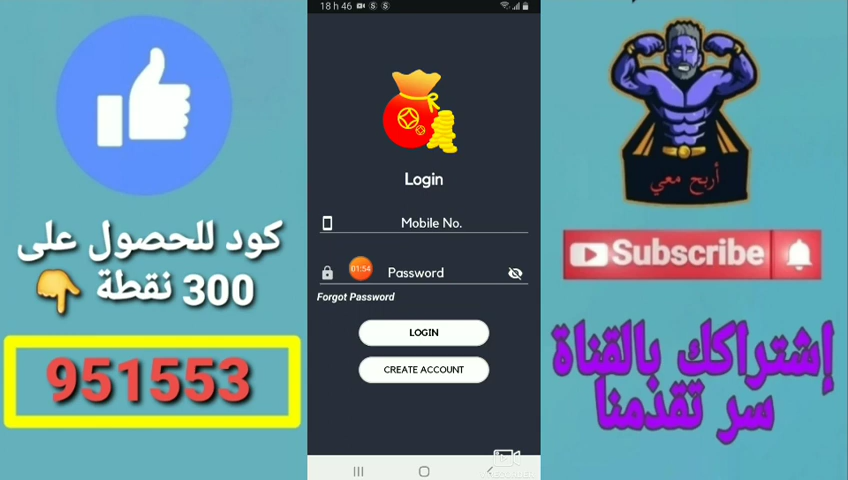 كود للحصول على
300 نقطة
951553
18 h 46
Login
Mobile No.
01:54
Password
Forgot Password
LOGIN
CREATE ACCOUNT
أربح معي
Subscribe
إشتراكك بالقناة
سر تقدمنا